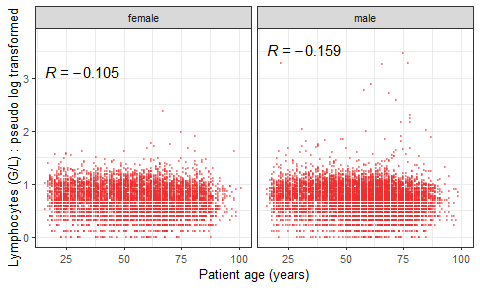 female
male
R = −0.105
R = −0.159
Lymphocytes (G/L) : pseudo log transformed
3
2
1
0
25
50
75
100
25
50
75
100
Patient age (years)